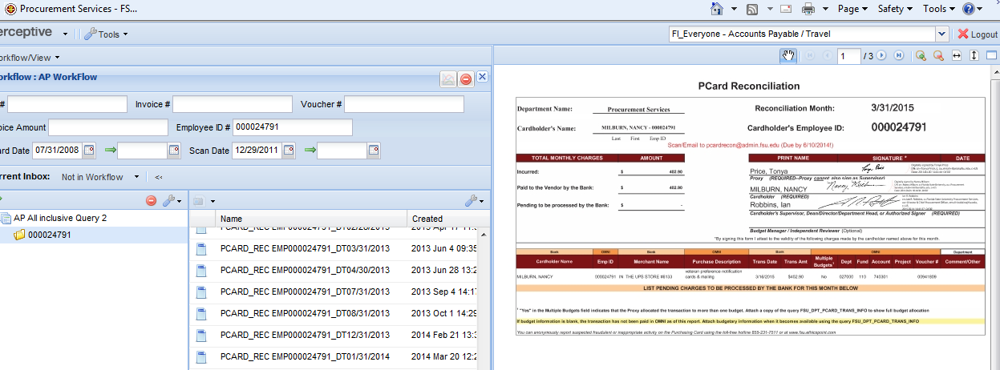 Procurement Services - FS...
Page Safety Tools
erceptive Tools
FI_Everyone - Accounts Payable / Travel Logout
orkflow/View
orkflow : AP WorkFlow
1 / 3
# Invoice # Voucher #
oice Amount Employee ID # 000024791
ard Date 07/31/2008 Scan Date 12/29/2011
rrent Inbox: Not in Workflow <-
AP All inclusive Query 2
000024791
Name Created
PCARD_REC EMP000024791_DT03/31/2013 2013 Jun 4 09:35
PCARD_REC EMP000024791_DT04/30/2013 2013 Jun 28 13:2
PCARD_REC EMP000024791_DT07/31/2013 2013 Sep 4 14:17
PCARD_REC EMP000024791_DT08/31/2013 2013 Oct 1 14:29
PCARD_REC EMP000024791_DT12/31/2013 2014 Feb 21 13:3
PCARD_REC EMP000024791_DT01/31/2014 2014 Mar 20 12:2
PCard Reconciliation
Department Name: Procurement Services Reconciliation Month: 3/31/2015
Cardholder's Name: MILBURN, NANCY - 000024791 Cardholder's Employee ID: 000024791
Last First Emp ID
Scan/Email to pcardrecon@admin.fsu.edu (Due by 6/10/2014!)
TOTAL MONTHLY CHARGES AMOUNT PRINT NAME SIGNATURE * DATE
Incurred: $ 402.90
Paid to the Vendor by the Bank: $ 402.90
Pending to be processed by the Bank: $ -
Price, Tonya
Proxy (REQUIRED--Proxy cannot also sign as Supervisor)
MILBURN, NANCY
Cardholder (REQUIRED)
Robbins, Ian
Cardholder's Supervisor, Dean/Director/Department Head, or Authorized Signer (REQUIRED)
Budget Manager / Independent Reviewer (Optional)
*By signing this form I attest to the validity of the following charges made by the cardholder named above for this month.
Bank OMNI Bank OMNI Bank OMNI Department
Cardholder Name Emp ID Merchant Name Purchase Description Trans Date Trans Amt Multiple Budgets¹ Dept Fund Account Project Voucher # Comment/Other
MILBURN, NANCY 000024791 IN THE UPS STORE #6133 veteran preference notification cards & mailing 3/16/2015 $402.90 No 027000 110 740301 00941809
LIST PENDING CHARGES TO BE PROCESSED BY THE BANK FOR THIS MONTH BELOW
¹ "Yes" in the Multiple Budgets field indicates that the Proxy allocated the transaction to more than one budget. Attach a copy of the query FSU_DPT_PCARD_TRANS_INFO to show full budget allocation
If budget information is blank, the transaction has not been paid in OMNI as of this report. Attach budgetary information when it becomes available using the query FSU_DPT_PCARD_TRANS_INFO
You can anonymously report suspected fraudulent or inappropriate activity on the Purchasing Card using the toll-free hotline 855-231-7511 or at www.fsu.ethicspoint.com